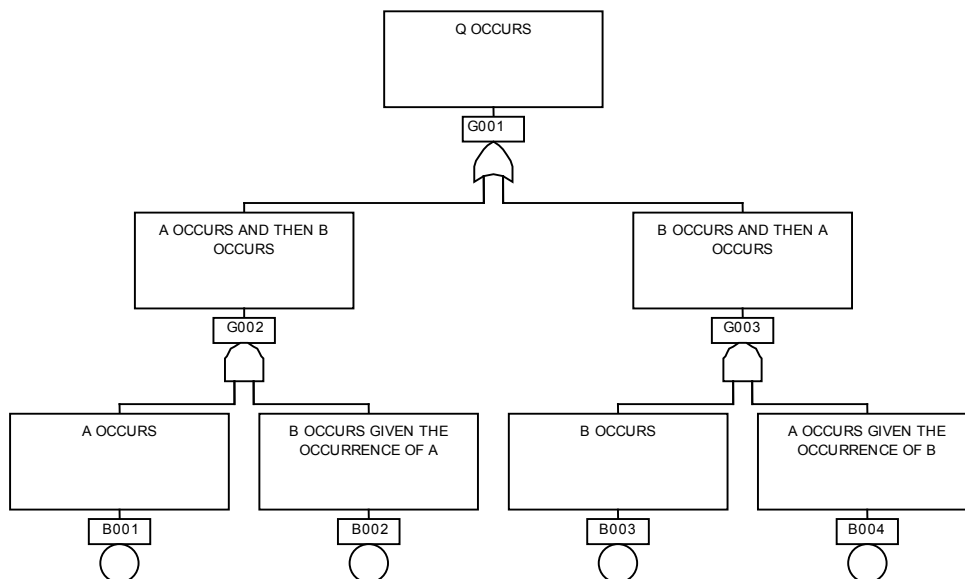 Q OCCURS
G001
A OCCURS AND THEN B
OCCURS
B OCCURS AND THEN A
OCCURS
G002
G003
A OCCURS
B OCCURS GIVEN THE
OCCURRENCE OF A
B OCCURS
A OCCURS GIVEN THE
OCCURRENCE OF B
B001
B002
B003
B004